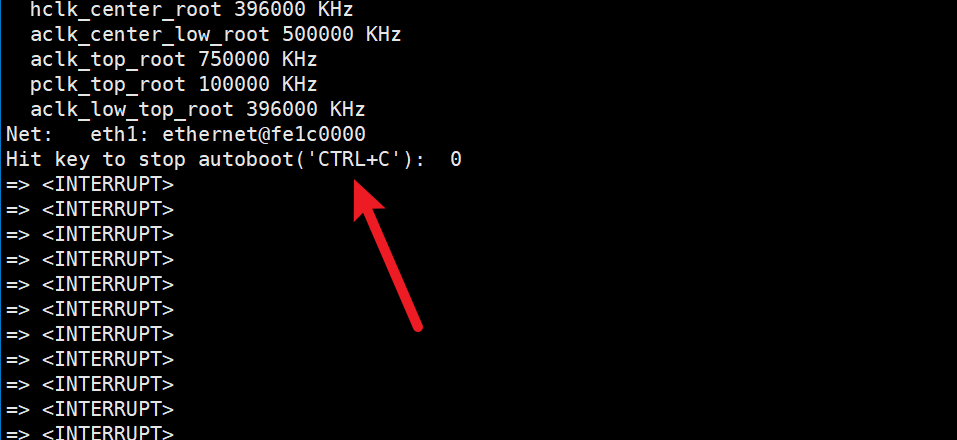 hclk_center_root 396000 KHz
aclk_center_low_root 500000 KHz
aclk_top_root 750000 KHz
pclk_top_root 100000 KHz
aclk_low_top_root 396000 KHz
Net:   eth1: ethernet@fe1c0000
Hit key to stop autoboot('CTRL+C'):  0
=> <INTERRUPT>
=> <INTERRUPT>
=> <INTERRUPT>
=> <INTERRUPT>
=> <INTERRUPT>
=> <INTERRUPT>
=> <INTERRUPT>
=> <INTERRUPT>
=> <INTERRUPT>
=> <INTERRUPT>
=> <INTERRUPT>